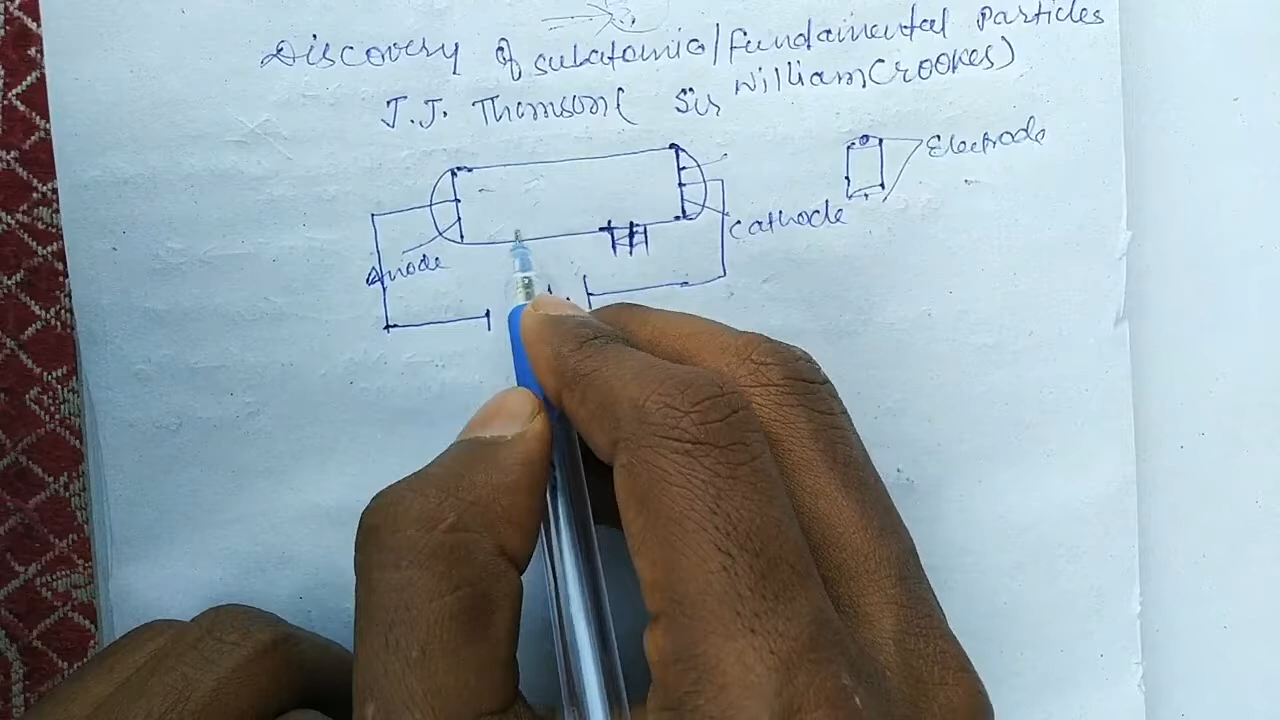 Discovery of subatomic/fundamental particles
J.J. Thomson( Sir William Crookes)
Electrode
Cathode
Anode